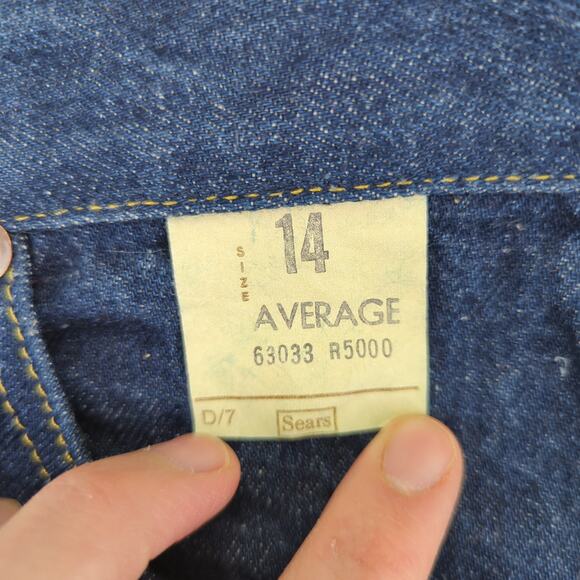 SIZE
14
AVERAGE
63033 R5000
D/7 Sears